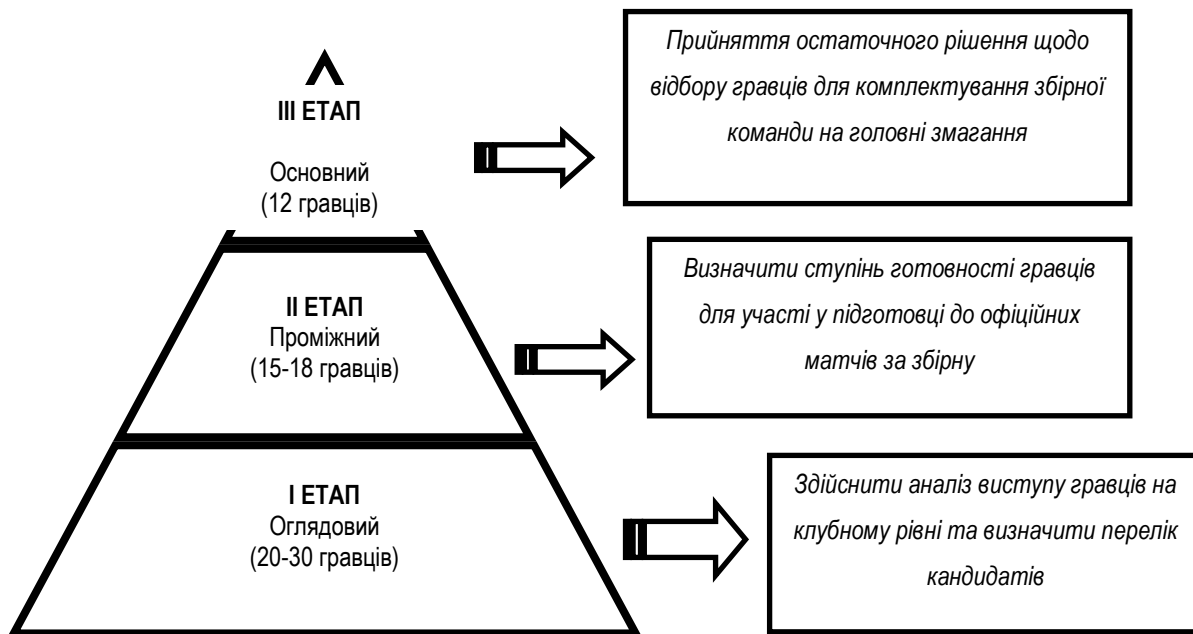 III ЕТАП
Основний
(12 гравців)
Прийняття остаточного рішення щодо
відбору гравців для комплектування збірної
команди на головні змагання
II ЕТАП
Проміжний
(15-18 гравців)
Визначити ступінь готовності гравців
для участі у підготовці до офіційних
матчів за збірну
I ЕТАП
Оглядовий
(20-30 гравців)
Здійснити аналіз виступу гравців на
клубному рівні та визначити перелік
кандидатів